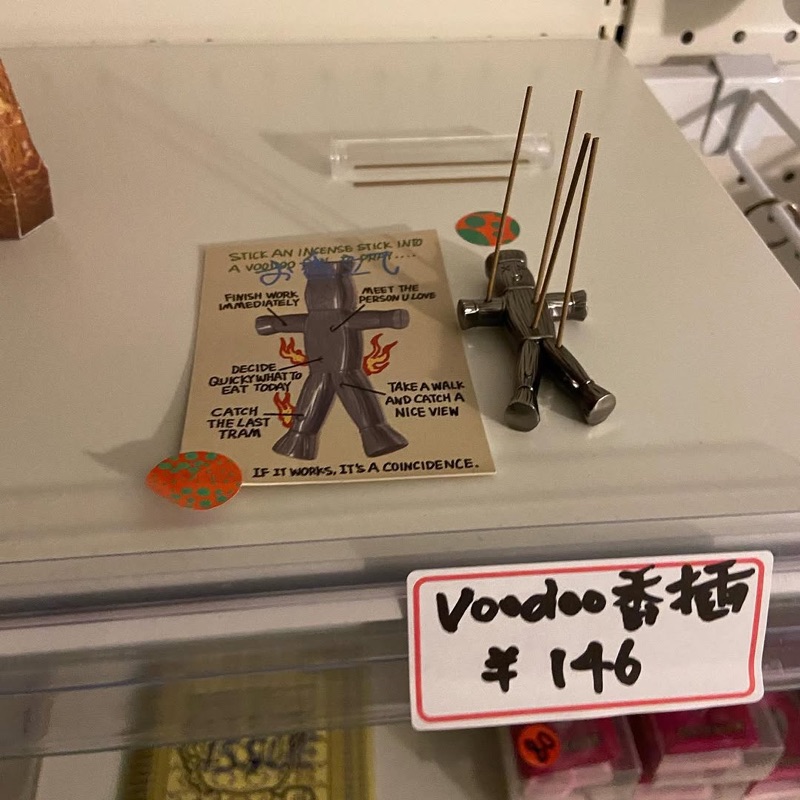 STICK AN INCENSE STICK INTO
A VOODOO
FINISH WORK
IMMEDIATELY
MEET THE
PERSON U LOVE
DECIDE
QUICKY WHAT TO
EAT TODAY
TAKE A WALK
AND CATCH A
NICE VIEW
CATCH
THE LAST
TRAM
IF IT WORKS, IT'S A COINCIDENCE.
Voodoo香插
¥ 146